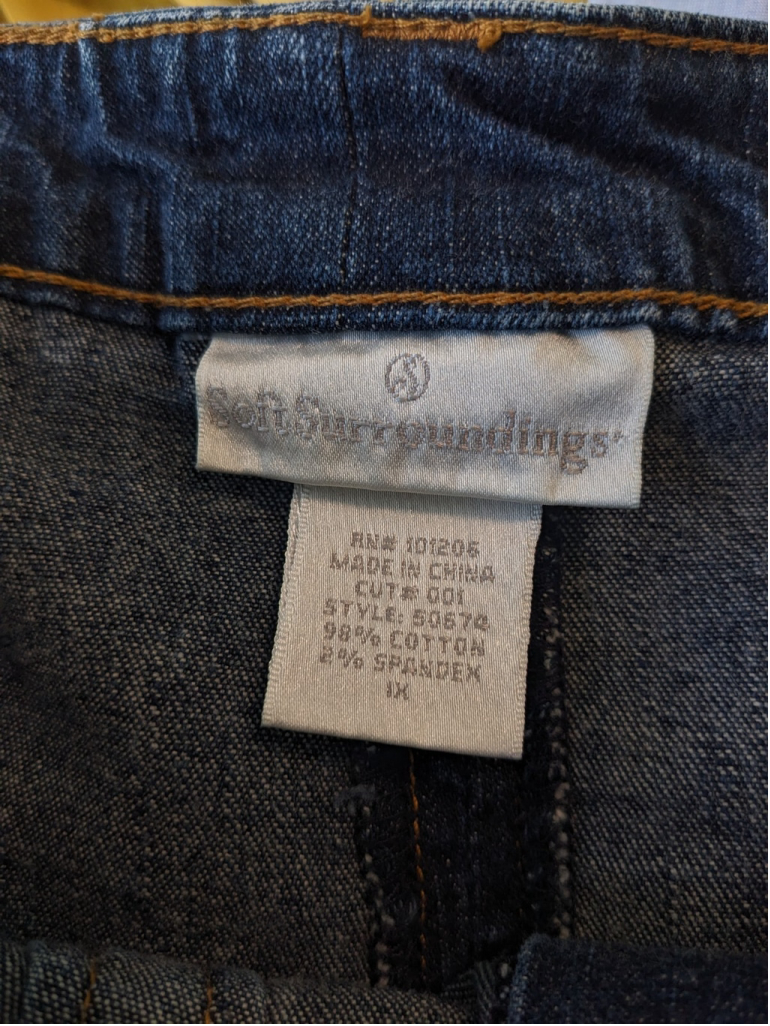 Soft Surroundings
RN# 101206
MADE IN CHINA
CUT# 001
STYLE: 50674
98% COTTON
2% SPANDEX
1X